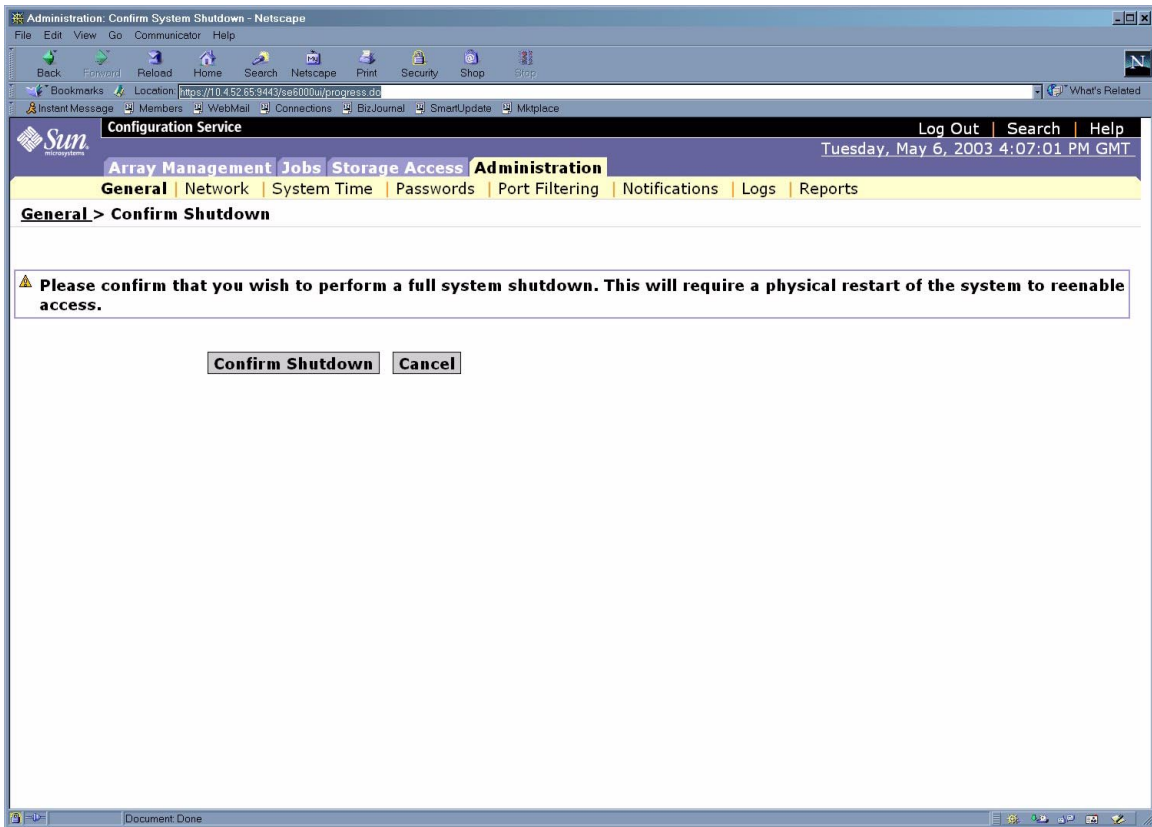 Administration: Confirm System Shutdown - Netscape
File Edit View Go Communicator Help
Back Forward Reload Home Search Netscape Print Security Shop Stop
N
Bookmarks Location: https://10.4.52.65:9443/se6000ui/progress.do What's Related
Instant Message Members WebMail Connections BizJournal SmartUpdate Mktplace
Sun
microsystems
Configuration Service
Log Out | Search | Help
Tuesday, May 6, 2003 4:07:01 PM GMT
Array Management Jobs Storage Access Administration
General | Network | System Time | Passwords | Port Filtering | Notifications | Logs | Reports
General > Confirm Shutdown
Please confirm that you wish to perform a full system shutdown. This will require a physical restart of the system to reenable
access.
Confirm Shutdown Cancel
Document: Done